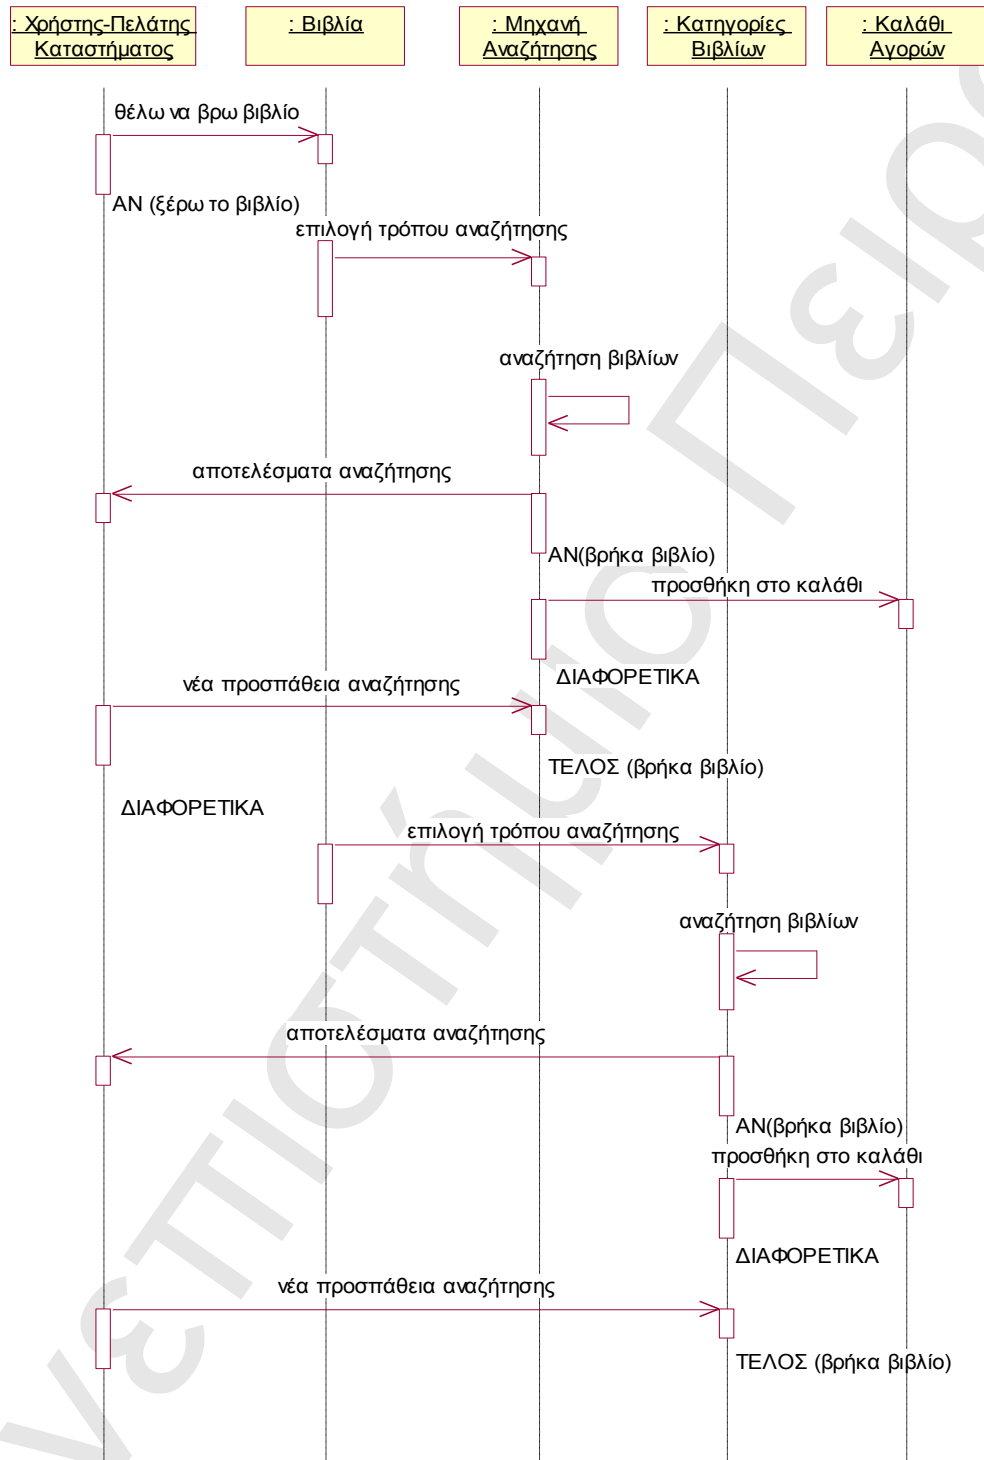 : Χρήστης-Πελάτης
Καταστήματος
: Βιβλία
: Μηχανή
Αναζήτησης
: Κατηγορίες
Βιβλίων
: Καλάθι
Αγορών
θέλω να βρω βιβλίο
ΑΝ (ξέρω το βιβλίο)
επιλογή τρόπου αναζήτησης
αναζήτηση βιβλίων
αποτελέσματα αναζήτησης
ΑΝ(βρήκα βιβλίο)
προσθήκη στο καλάθι
ΔΙΑΦΟΡΕΤΙΚΑ
νέα προσπάθεια αναζήτησης
ΤΕΛΟΣ (βρήκα βιβλίο)
ΔΙΑΦΟΡΕΤΙΚΑ
επιλογή τρόπου αναζήτησης
αναζήτηση βιβλίων
αποτελέσματα αναζήτησης
ΑΝ(βρήκα βιβλίο)
προσθήκη στο καλάθι
ΔΙΑΦΟΡΕΤΙΚΑ
νέα προσπάθεια αναζήτησης
ΤΕΛΟΣ (βρήκα βιβλίο)